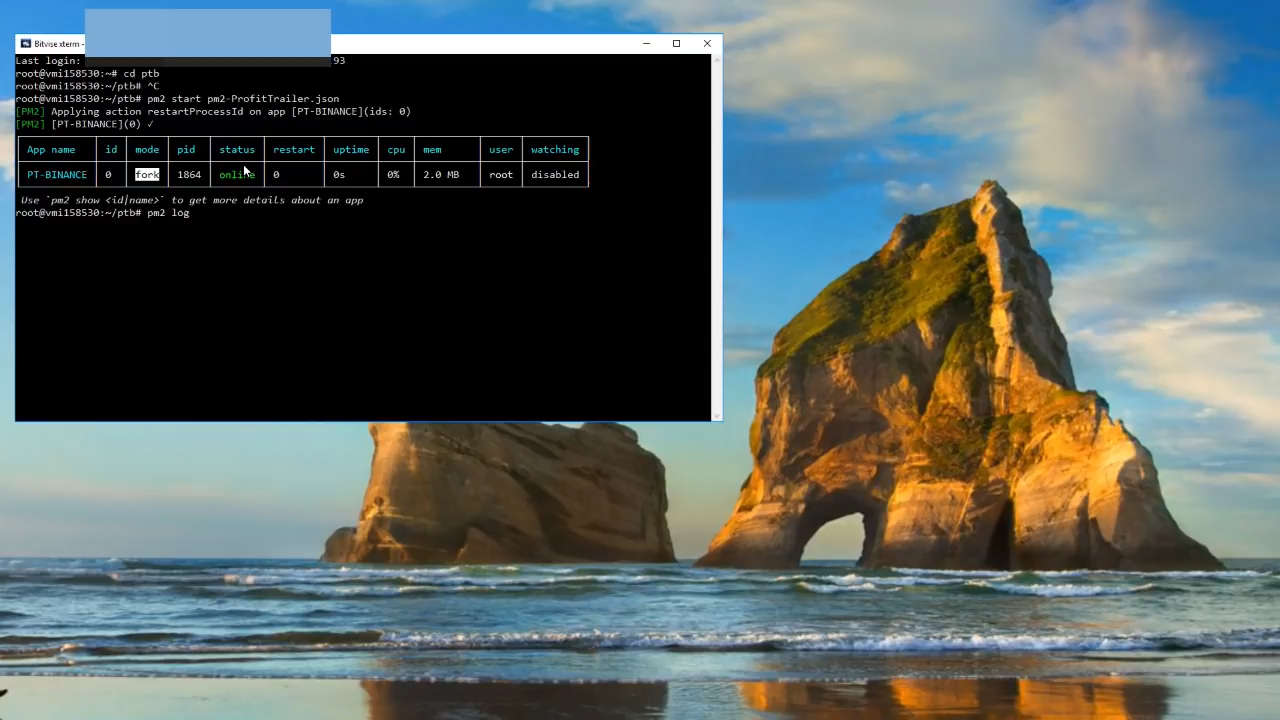 Bitvise xterm -
Last login: 93
root@vmi158530:~# cd ptb
root@vmi158530:~/ptb# ^C
root@vmi158530:~/ptb# pm2 start pm2-ProfitTrailer.json
[PM2] Applying action restartProcessId on app [PT-BINANCE](ids: 0)
[PM2] [PT-BINANCE](0) ✓
App name id mode pid status restart uptime cpu mem user watching
PT-BINANCE 0 fork 1864 online 0 0s 0% 2.0 MB root disabled
Use `pm2 show <id|name>` to get more details about an app
root@vmi158530:~/ptb# pm2 log